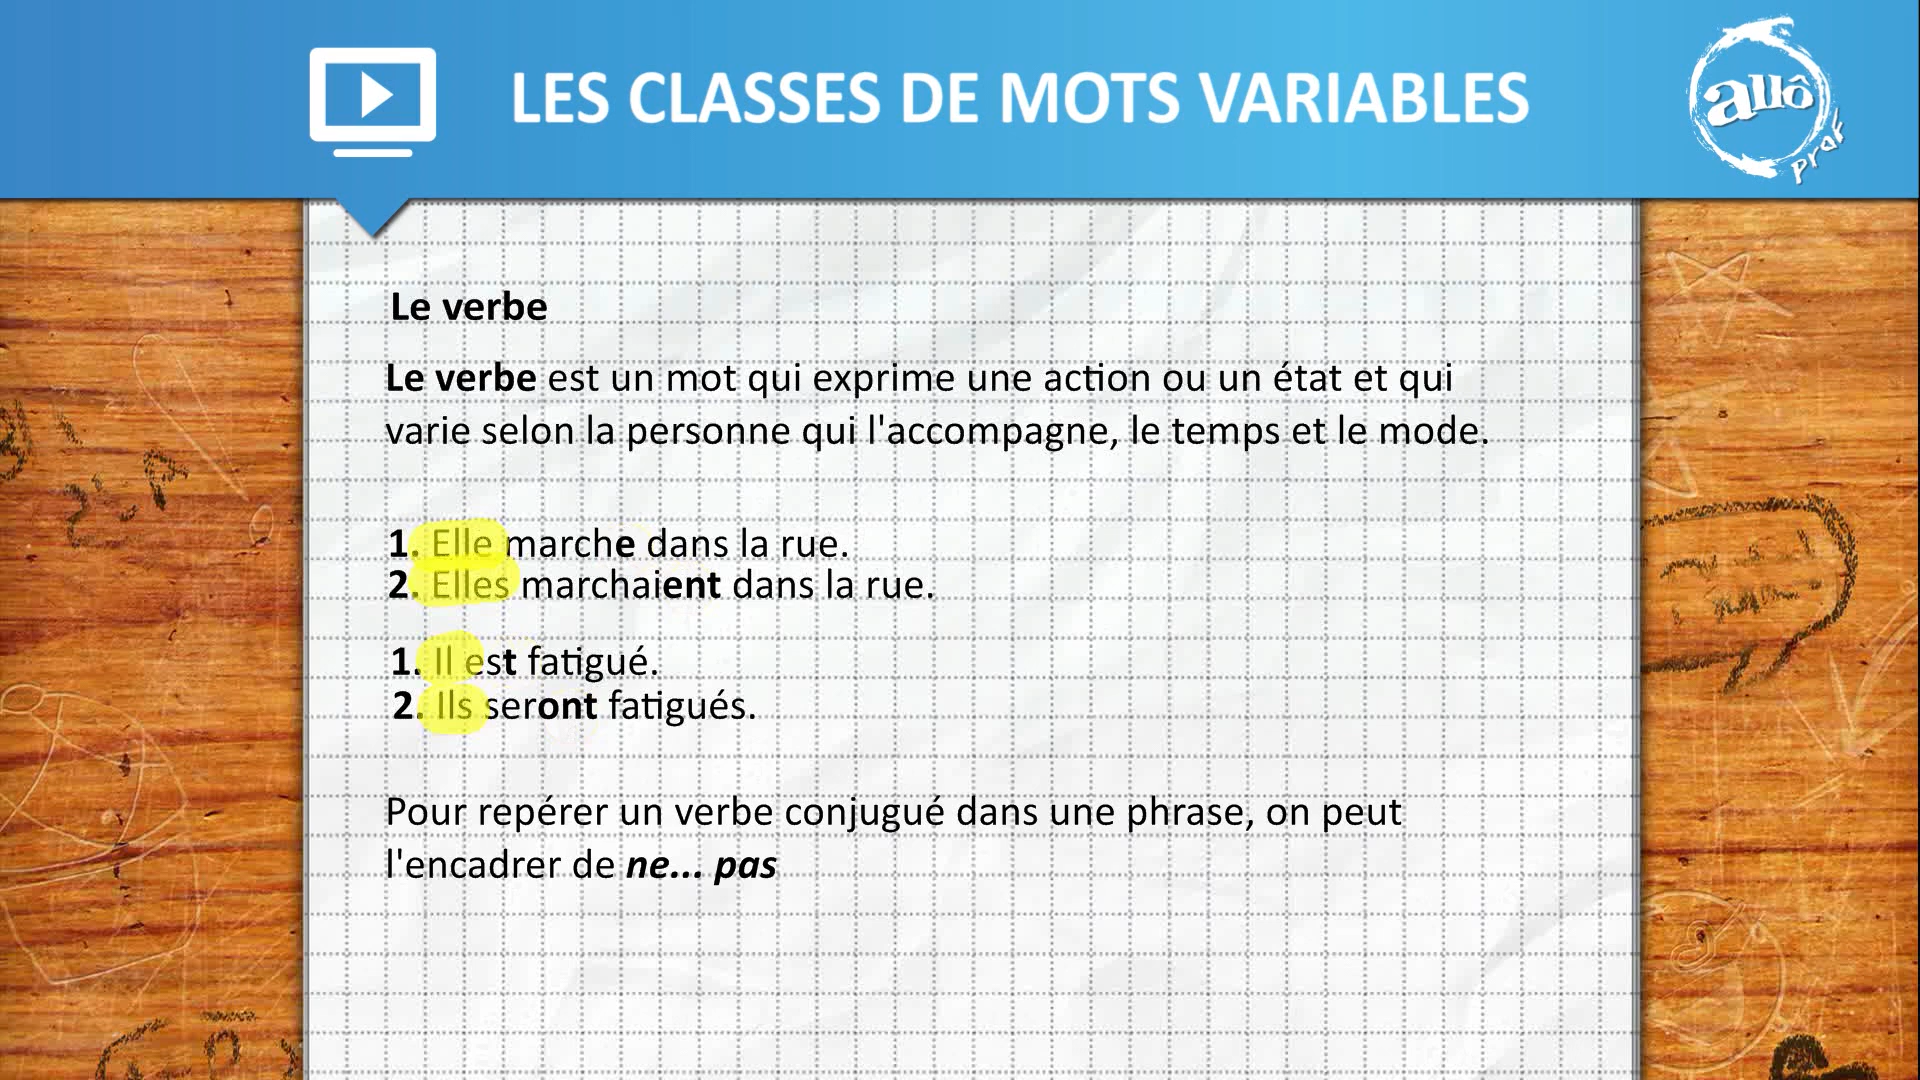 LES CLASSES DE MOTS VARIABLES
allô
prof
Le verbe
Le verbe est un mot qui exprime une action ou un état et qui
varie selon la personne qui l'accompagne, le temps et le mode.
1. Elle marche dans la rue.
2. Elles marchaient dans la rue.
1. Il est fatigué.
2. Ils seront fatigués.
Pour repérer un verbe conjugué dans une phrase, on peut
l'encadrer de ne... pas